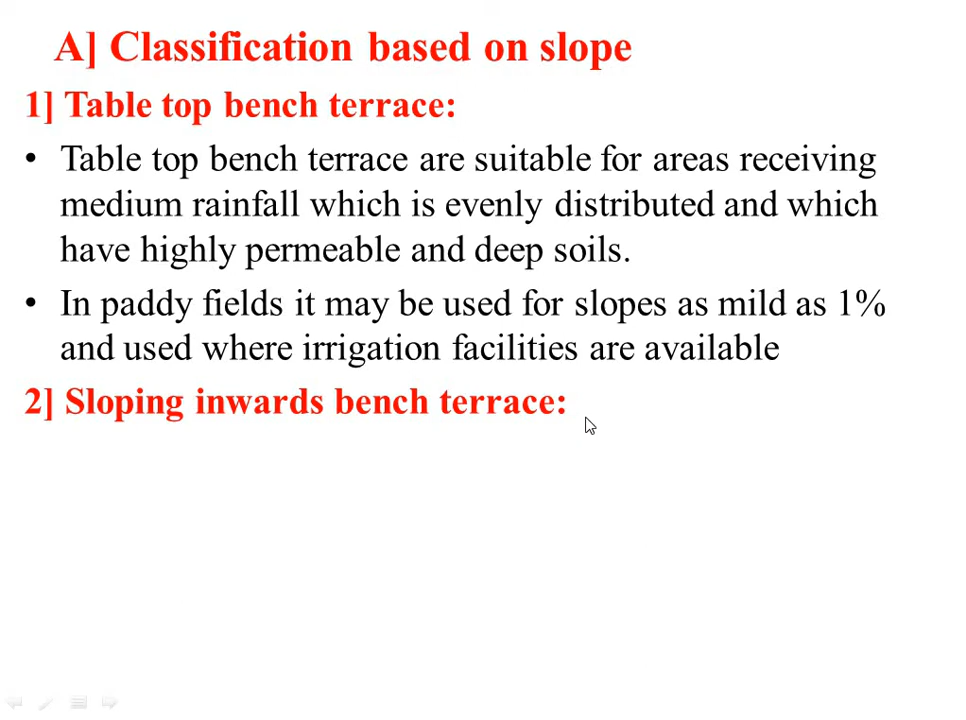 A] Classification based on slope
1] Table top bench terrace:
• Table top bench terrace are suitable for areas receiving
medium rainfall which is evenly distributed and which
have highly permeable and deep soils.
• In paddy fields it may be used for slopes as mild as 1%
and used where irrigation facilities are available
2] Sloping inwards bench terrace: